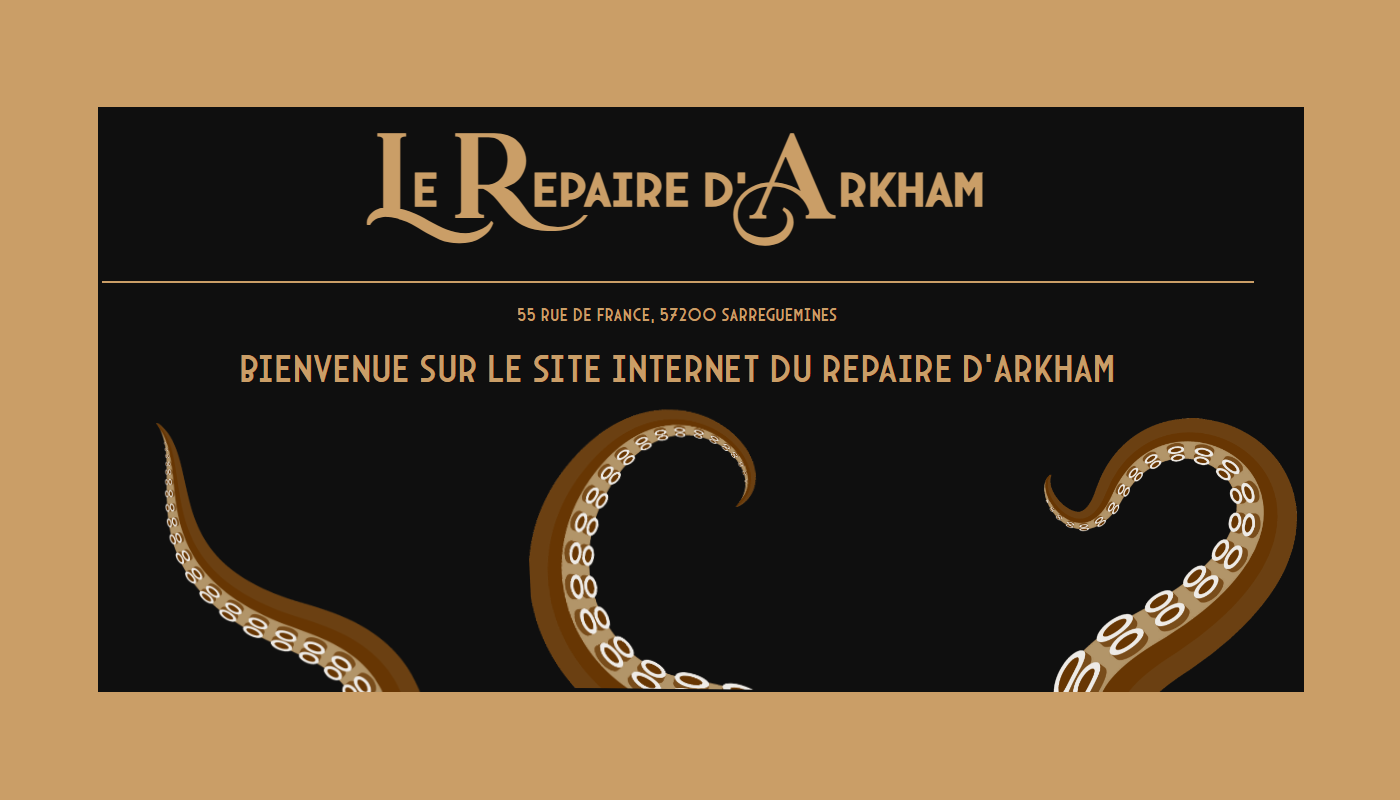 Le Repaire d'Arkham
55 RUE DE FRANCE, 57200 SARREGUEMINES
BIENVENUE SUR LE SITE INTERNET DU REPAIRE D'ARKHAM